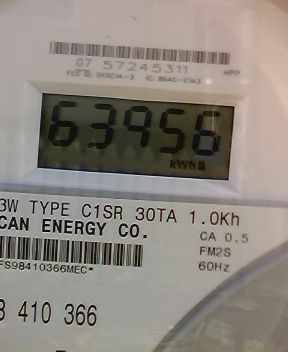 07 57245311
63956
kWh
3W TYPE C1SR 30TA 1.0Kh
CAN ENERGY CO.
CA 0.5
FM2S
60Hz
FS98410366MEC*
8 410 366